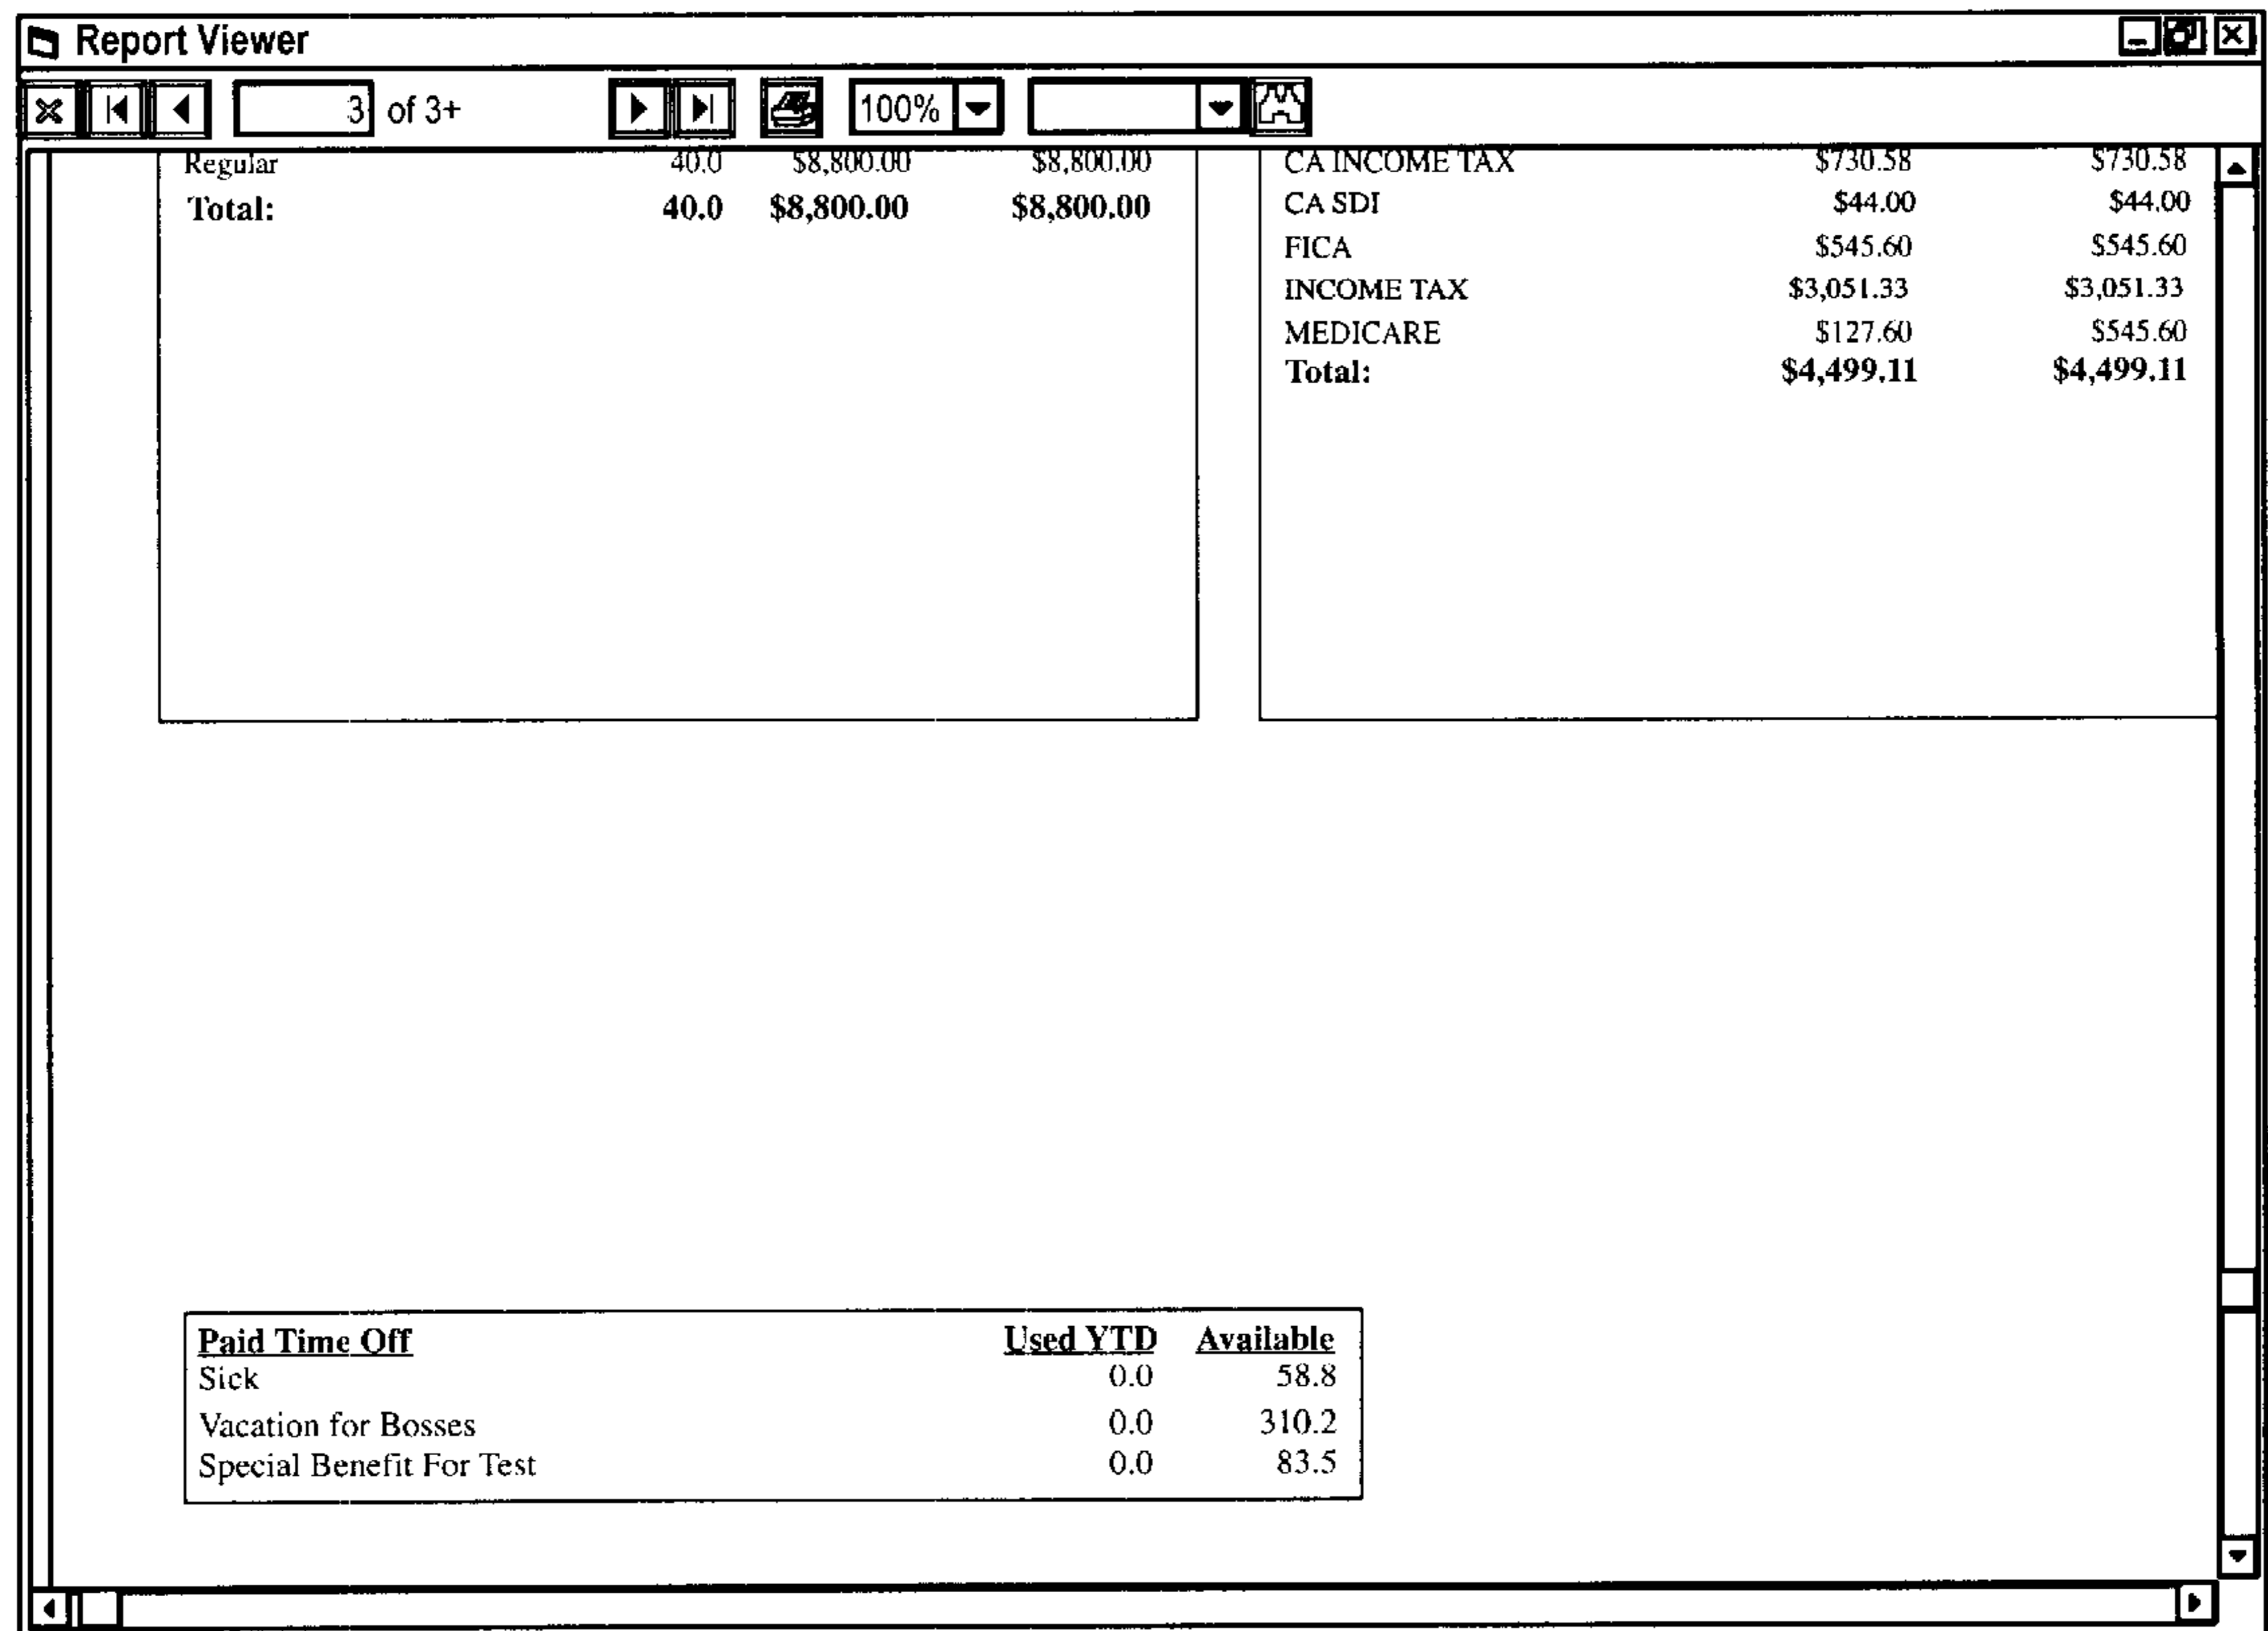 Report Viewer
3 of 3+ 100%
Regular 40.0 $8,800.00 $8,800.00
Total: 40.0 $8,800.00 $8,800.00
CA INCOME TAX $730.58 $730.58
CA SDI $44.00 $44.00
FICA $545.60 $545.60
INCOME TAX $3,051.33 $3,051.33
MEDICARE $127.60 $545.60
Total: $4,499.11 $4,499.11
Paid Time Off Used YTD Available
Sick 0.0 58.8
Vacation for Bosses 0.0 310.2
Special Benefit For Test 0.0 83.5